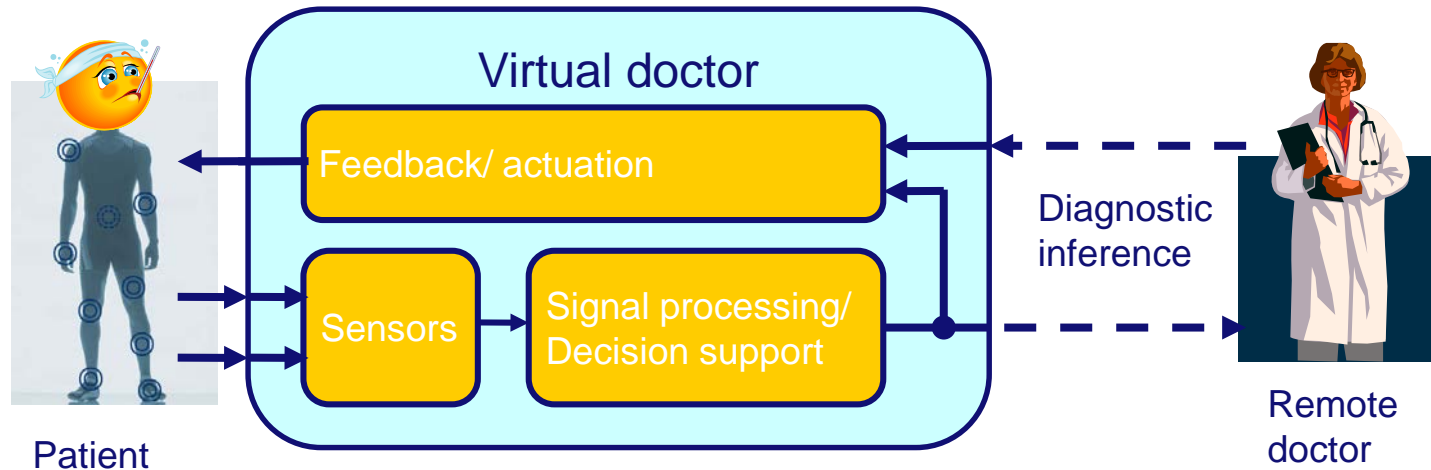 Virtual doctor
Feedback/ actuation
Diagnostic
inference
Sensors
Signal processing/
Decision support
Patient
Remote
doctor